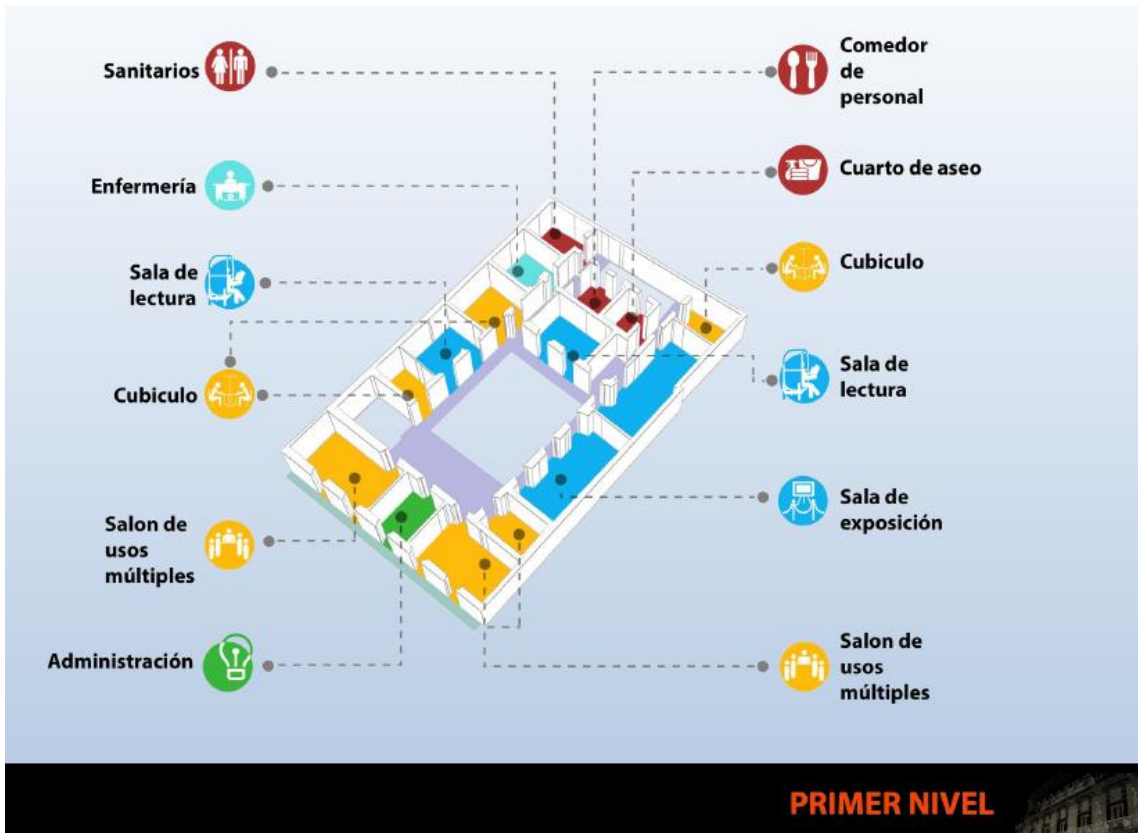 Sanitarios
Enfermería
Sala de
lectura
Cubiculo
Salon de
usos
múltiples
Administración
Comedor
de
personal
Cuarto de aseo
Cubiculo
Sala de
lectura
Sala de
exposición
Salon de
usos
múltiples
PRIMER NIVEL